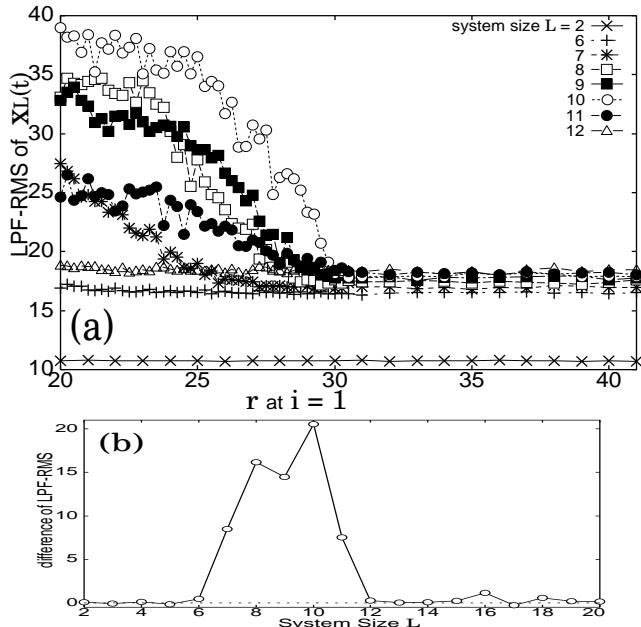 LPF-RMS of XL(t)
40
35
30
25
20
15
10
system size L = 2
6
7
8
9
10
11
12
(a)
20 25 30 35 40
r at i = 1
(b)
difference of LPF-RMS
20
15
10
5
0
2 4 6 8 10 12 14 16 18 20
System Size L